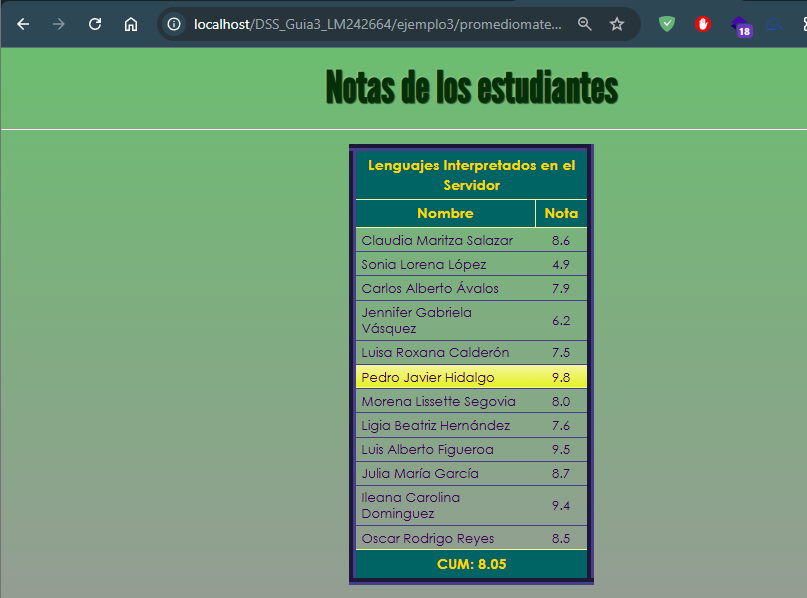 localhost/DSS_Guia3_LM242664/ejemplo3/promediomate...
18
Notas de los estudiantes
Lenguajes Interpretados en el
Servidor
Nombre Nota
Claudia Maritza Salazar 8.6
Sonia Lorena López 4.9
Carlos Alberto Ávalos 7.9
Jennifer Gabriela
Vásquez 6.2
Luisa Roxana Calderón 7.5
Pedro Javier Hidalgo 9.8
Morena Lissette Segovia 8.0
Ligia Beatriz Hernández 7.6
Luis Alberto Figueroa 9.5
Julia María García 8.7
Ileana Carolina
Dominguez 9.4
Oscar Rodrigo Reyes 8.5
CUM: 8.05